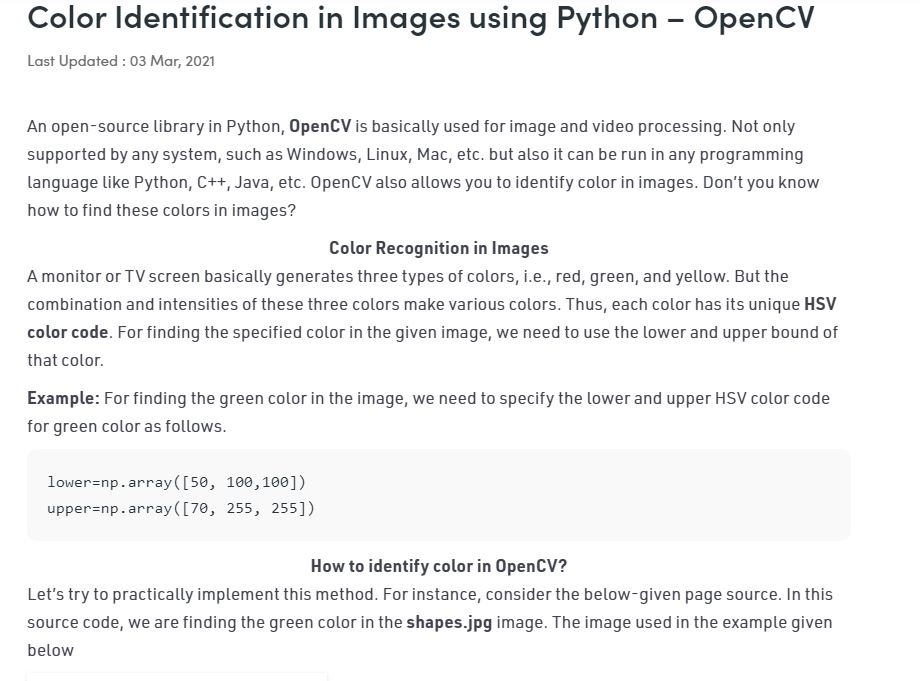 Color Identification in Images using Python – OpenCV
Last Updated : 03 Mar, 2021
An open-source library in Python, OpenCV is basically used for image and video processing. Not only
supported by any system, such as Windows, Linux, Mac, etc. but also it can be run in any programming
language like Python, C++, Java, etc. OpenCV also allows you to identify color in images. Don't you know
how to find these colors in images?
Color Recognition in Images
A monitor or TV screen basically generates three types of colors, i.e., red, green, and yellow. But the
combination and intensities of these three colors make various colors. Thus, each color has its unique HSV
color code. For finding the specified color in the given image, we need to use the lower and upper bound of
that color.
Example: For finding the green color in the image, we need to specify the lower and upper HSV color code
for green color as follows.
lower=np.array([50, 100,100])
upper=np.array([70, 255, 255])
How to identify color in OpenCV?
Let's try to practically implement this method. For instance, consider the below-given page source. In this
source code, we are finding the green color in the shapes.jpg image. The image used in the example given
below